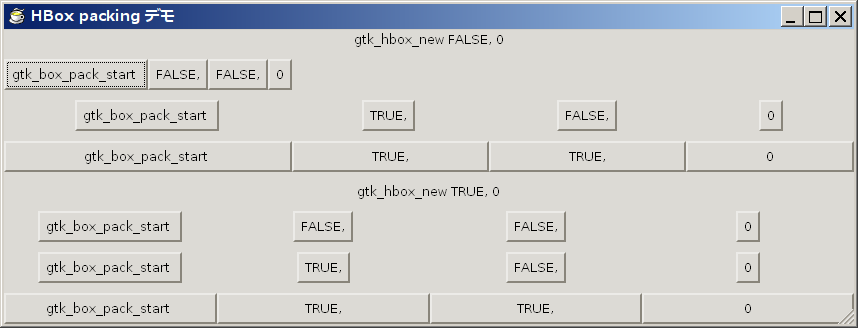 HBox packing デモ
gtk_hbox_new FALSE, 0
gtk_box_pack_start FALSE, FALSE, 0
gtk_box_pack_start TRUE, FALSE, 0
gtk_box_pack_start TRUE, TRUE, 0
gtk_hbox_new TRUE, 0
gtk_box_pack_start FALSE, FALSE, 0
gtk_box_pack_start TRUE, FALSE, 0
gtk_box_pack_start TRUE, TRUE, 0